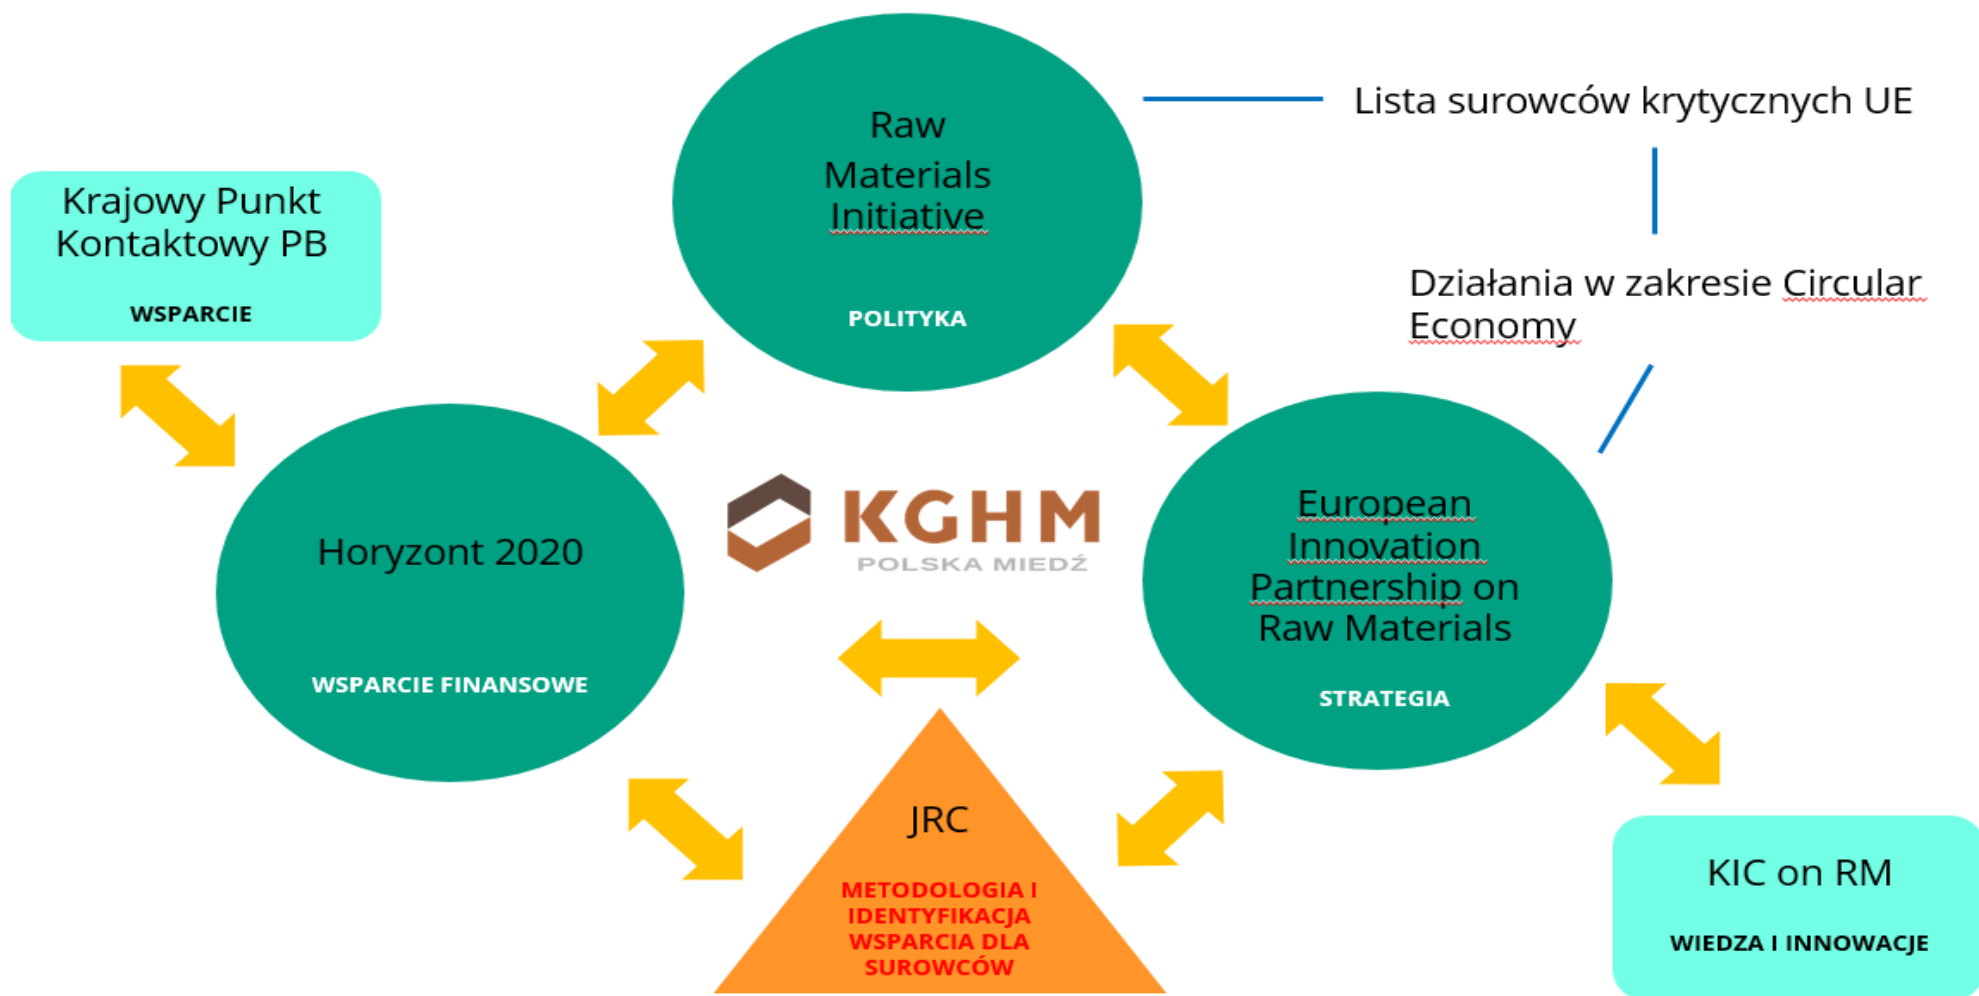 Raw
Materials
Initiative
POLITYKA
Lista surowców krytycznych UE
Działania w zakresie Circular
Economy
Krajowy Punkt
Kontaktowy PB
WSPARCIE
Horyzont 2020
WSPARCIE FINANSOWE
KGHM
POLSKA MIEDŹ
European
Innovation
Partnership on
Raw Materials
STRATEGIA
JRC
METODOLOGIA I
IDENTYFIKACJA
WSPARCIA DLA
SUROWCÓW
KIC on RM
WIEDZA I INNOWACJE